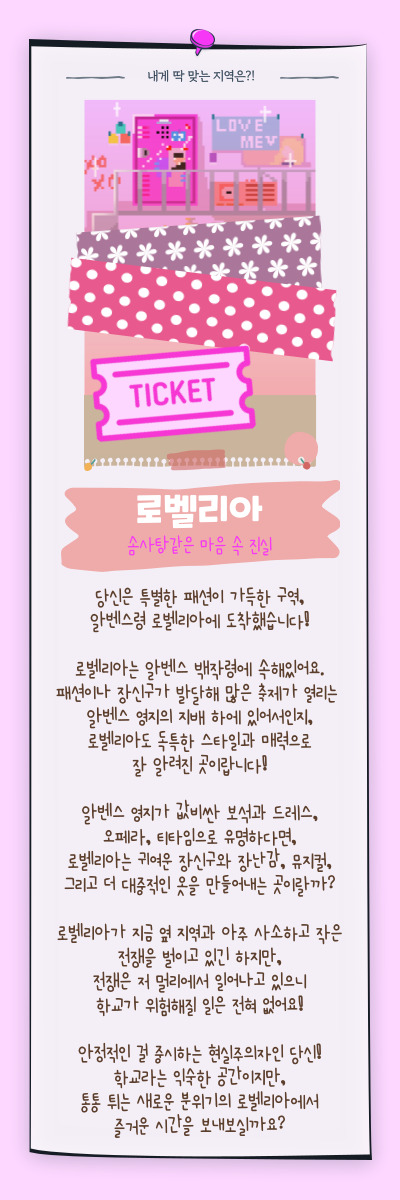 내게 딱 맞는 지역은?!
LOVE
ME♥
XO
XO
TICKET
로벨리아
솜사탕같은 마음 속 진실
당신은 특별한 패션이 가득한 구역,
알벤스령 로벨리아에 도착했습니다!
로벨리아는 알벤스 백작령에 속해있어요.
패션이나 장신구가 발달해 많은 축제가 열리는
알벤스 영지의 지배 하에 있어서인지,
로벨리아도 독특한 스타일과 매력으로
잘 알려진 곳이랍니다!
알벤스 영지가 값비싼 보석과 드레스,
오페라, 티타임으로 유명하다면,
로벨리아는 귀여운 장신구와 장난감, 뮤지컬,
그리고 더 대중적인 옷을 만들어내는 곳이랄까?
로벨리아가 지금 옆 지역과 아주 사소하고 작은
전쟁을 벌이고 있긴 하지만,
전쟁은 저 멀리에서 일어나고 있으니
학교가 위험해질 일은 전혀 없어요!
안정적인 걸 중시하는 현실주의자인 당신!
학교라는 익숙한 공간이지만,
통통 튀는 새로운 분위기의 로벨리아에서
즐거운 시간을 보내보실까요?